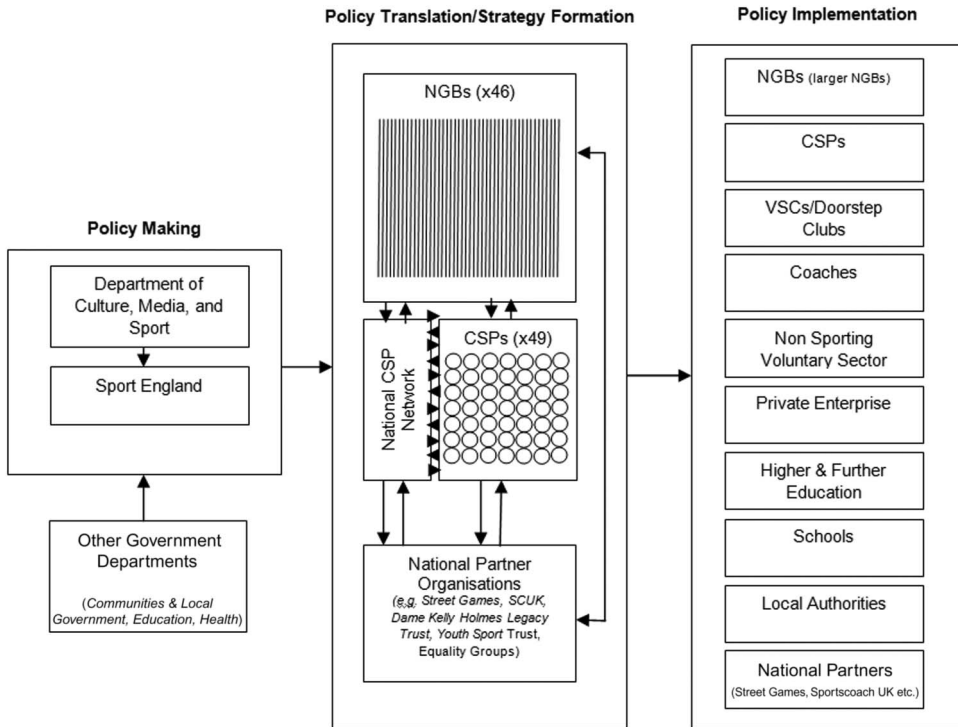 Policy Making
Department of
Culture, Media, and
Sport
Sport England
Other Government
Departments
(Communities & Local
Government, Education, Health)
Policy Translation/Strategy Formation
NGBs (x46)
National CSP
Network
CSPs (x49)
National Partner
Organisations
(e.g. Street Games, SCUK,
Dame Kelly Holmes Legacy
Trust, Youth Sport Trust,
Equality Groups)
Policy Implementation
NGBs (larger NGBs)
CSPs
VSCs/Doorstep
Clubs
Coaches
Non Sporting
Voluntary Sector
Private Enterprise
Higher & Further
Education
Schools
Local Authorities
National Partners
(Street Games, Sportscoach UK etc.)